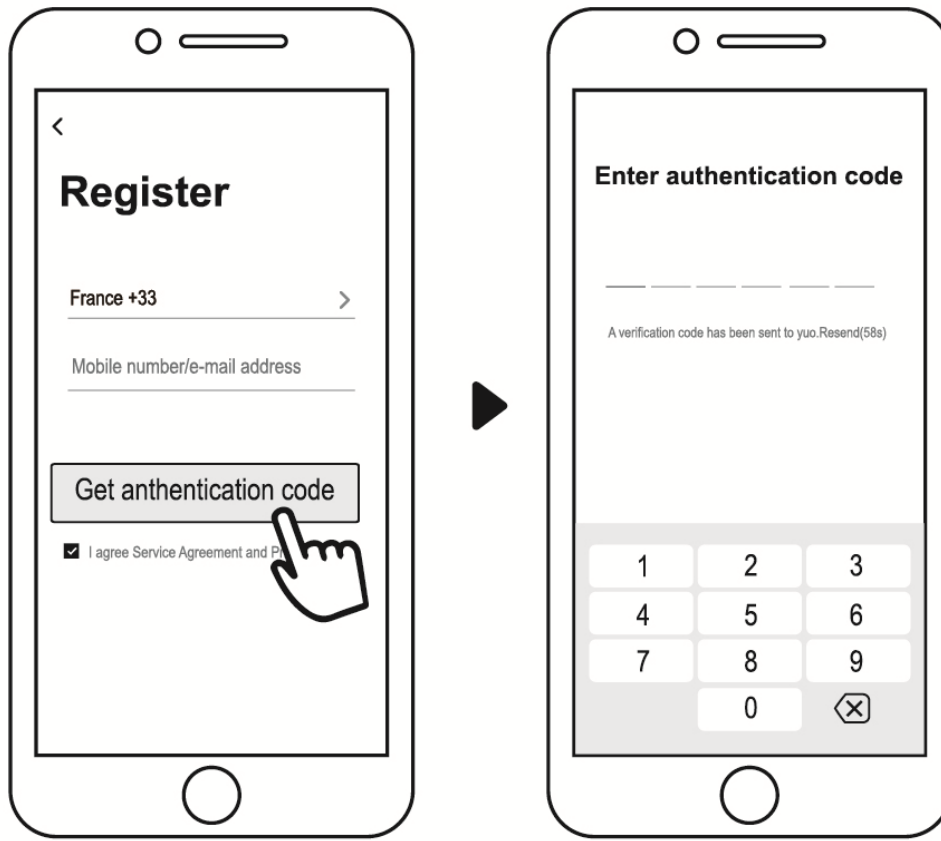 Register
France +33
Mobile number/e-mail address
Get anthentication code
I agree Service Agreement and
Enter authentication code
A verification code has been sent to yuo.Resend(58s)
1 2 3
4 5 6
7 8 9
0